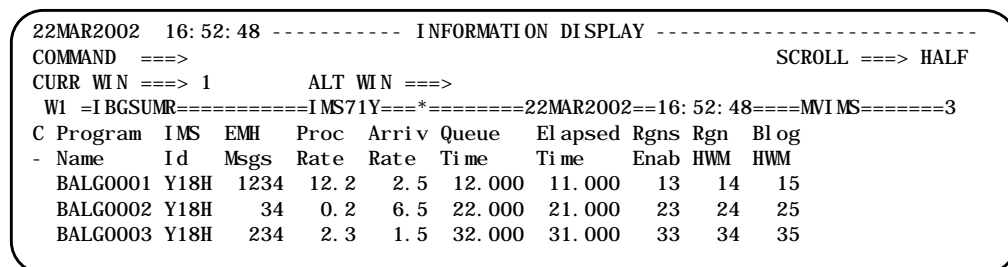 22MAR2002  16:52:48 ----------- INFORMATION DISPLAY ---------------------------
COMMAND  ===>                                                 SCROLL ===> HALF
CURR WIN ===> 1        ALT WIN ===>
 W1 =IBGSUMR===========IMS71Y===*========22MAR2002==16:52:48====MVIMS=======3
C Program  IMS  EMH   Proc  Arriv Queue   Elapsed Rgns Rgn  Blog
- Name     Id   Msgs  Rate  Rate  Time    Time    Enab HWM  HWM
  BALG0001 Y18H  1234  12.2   2.5  12.000  11.000   13   14   15
  BALG0002 Y18H    34   0.2   6.5  22.000  21.000   23   24   25
  BALG0003 Y18H   234   2.3   1.5  32.000  31.000   33   34   35